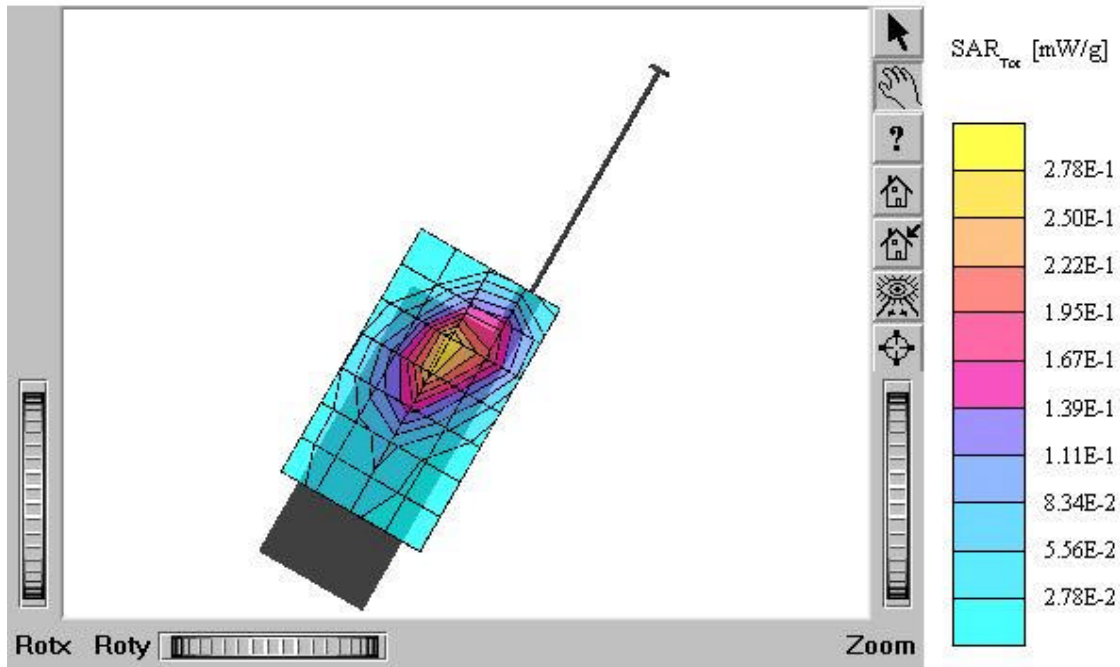 SAR_Tot [mW/g]
?
2.78E-1
2.50E-1
2.22E-1
1.95E-1
1.67E-1
1.39E-1
1.11E-1
8.34E-2
5.56E-2
2.78E-2
Rotx Roty Zoom